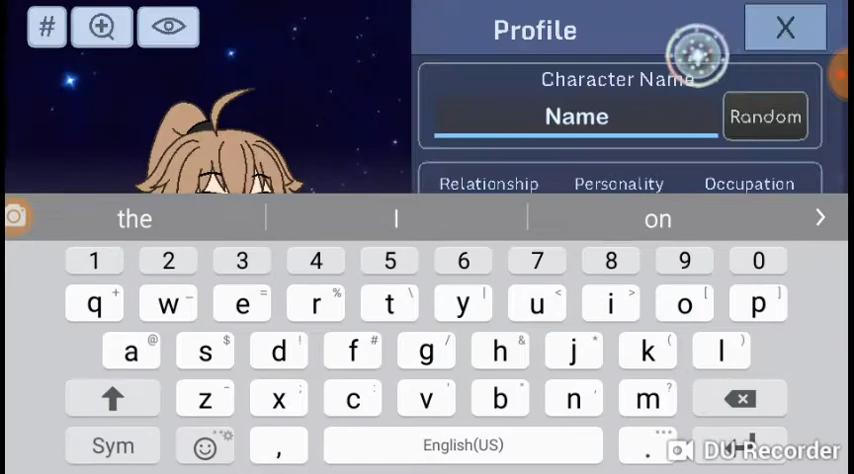 #
Profile
X
Character Name
Name
Random
Relationship Personality Occupation
the I on >
1 2 3 4 5 6 7 8 9 0
q + w _ e = r % t \ y | u < i > o [ p ]
a @ s $ d ! f # g / h & j * k ( l )
z - x ; c : v ' b " n , m ?
Sym , English(US) .
DU Recorder